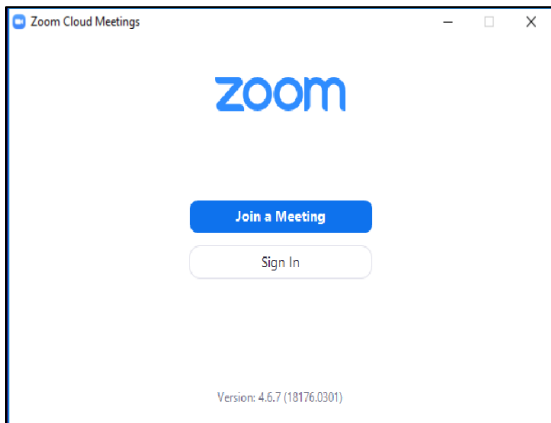 Zoom Cloud Meetings
zoom
Join a Meeting
Sign In
Version: 4.6.7 (18176.0301)